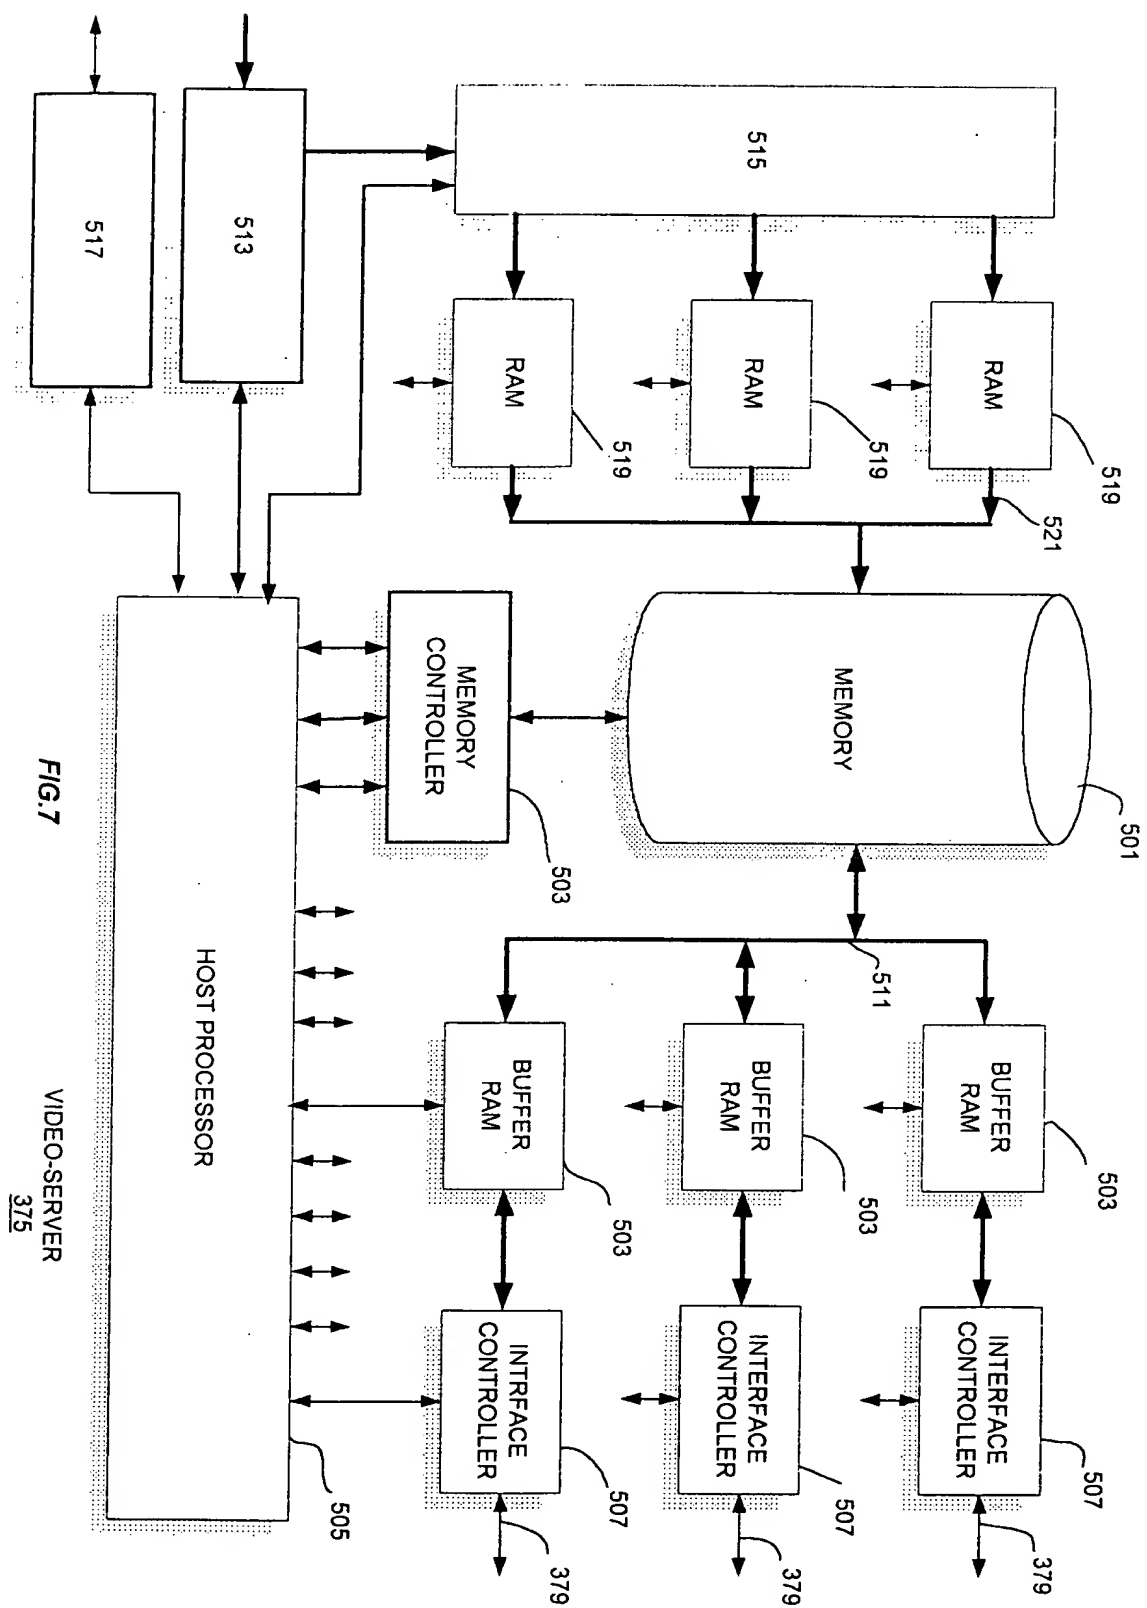 519
521
501
503
507
379
RAM
BUFFER
RAM
INTERFACE
CONTROLLER
519
511
503
507
379
515
RAM
MEMORY
BUFFER
RAM
INTERFACE
CONTROLLER
519
503
503
507
379
RAM
MEMORY
CONTROLLER
BUFFER
RAM
INTRFACE
CONTROLLER
505
513
HOST PROCESSOR
517
FIG.7
VIDEO-SERVER
375